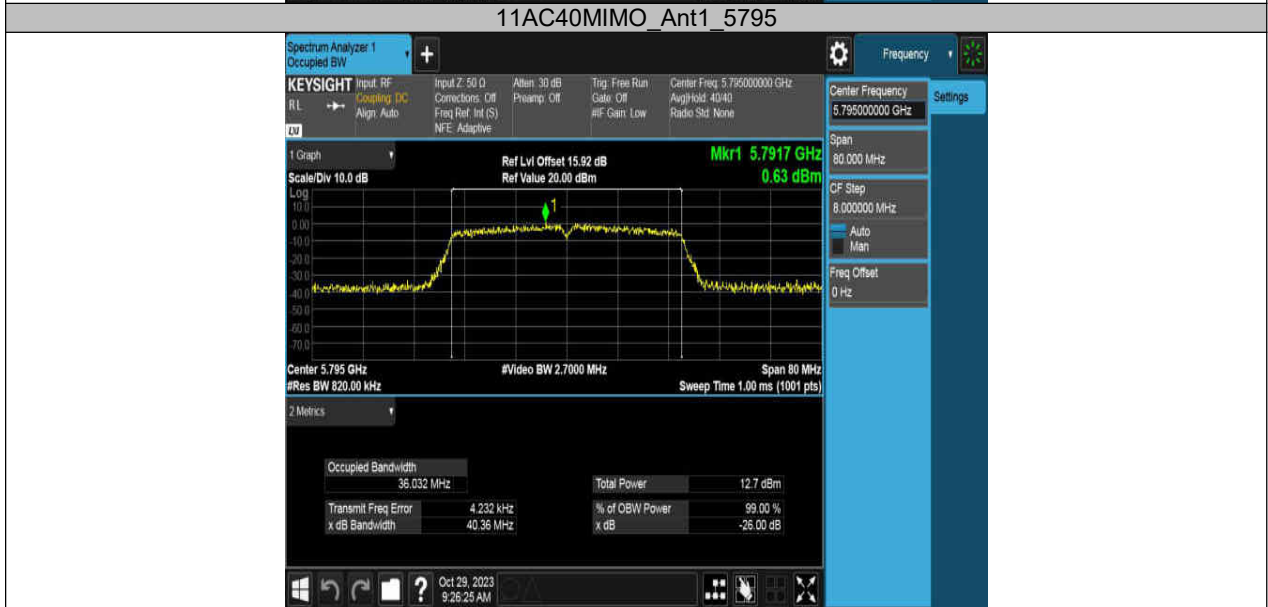 11AC40MIMO_Ant1_5795
Spectrum Analyzer 1
Occupied BW
+
Frequency
KEYSIGHT
RL
LXI
Input: RF
Coupling: DC
Align: Auto
Input Z: 50 Ω
Corrections: Off
Freq Ref: Int (S)
NFE: Adaptive
Atten: 30 dB
Preamp: Off
Trig: Free Run
Gate: Off
#IF Gain: Low
Center Freq: 5.795000000 GHz
Avg|Hold: 40/40
Radio Std: None
Center Frequency
5.795000000 GHz
Settings
Span
80.000 MHz
CF Step
8.000000 MHz
Auto
Man
Freq Offset
0 Hz
1 Graph
Scale/Div 10.0 dB
Ref Lvl Offset 15.92 dB
Ref Value 20.00 dBm
Mkr1 5.7917 GHz
0.63 dBm
Log
10.0
0.00
-10.0
-20.0
-30.0
-40.0
-50.0
-60.0
-70.0
1
Center 5.795 GHz
#Video BW 2.7000 MHz
Span 80 MHz
#Res BW 820.00 kHz
Sweep Time 1.00 ms (1001 pts)
2 Metrics
Occupied Bandwidth
36.032 MHz
Total Power 12.7 dBm
Transmit Freq Error 4.232 kHz
% of OBW Power 99.00 %
x dB Bandwidth 40.36 MHz
x dB -26.00 dB
?
Oct 29, 2023
9:26:25 AM